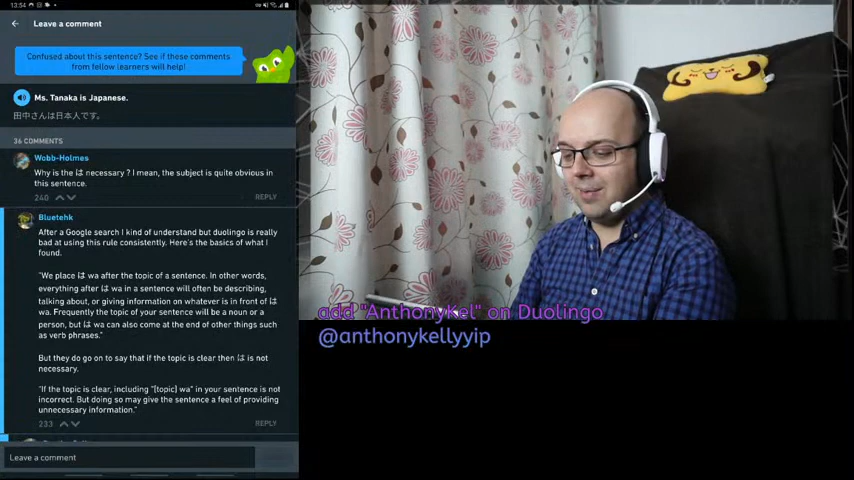 13:54
Leave a comment
Confused about this sentence? See if these comments
from fellow learners will help!
Ms. Tanaka is Japanese.
田中さんは日本人です。
36 COMMENTS
Wobb-Holmes
Why is the は necessary ? I mean, the subject is quite obvious in
this sentence.
240
REPLY
Bluetehk
After a Google search I kind of understand but duolingo is really
bad at using this rule consistently. Here's the basics of what I
found.
"We place は wa after the topic of a sentence. In other words,
everything after は wa in a sentence will often be describing,
talking about, or giving information on whatever is in front of は
wa. Frequently the topic of your sentence will be a noun or a
person, but は wa can also come at the end of other things such
as verb phrases."
But they do go on to say that if the topic is clear then は is not
necessary.
"If the topic is clear, including "[topic] wa" in your sentence is not
incorrect. But doing so may give the sentence a feel of providing
unnecessary information."
233
REPLY
Leave a comment
add "AnthonyKel" on Duolingo
@anthonykellyyip